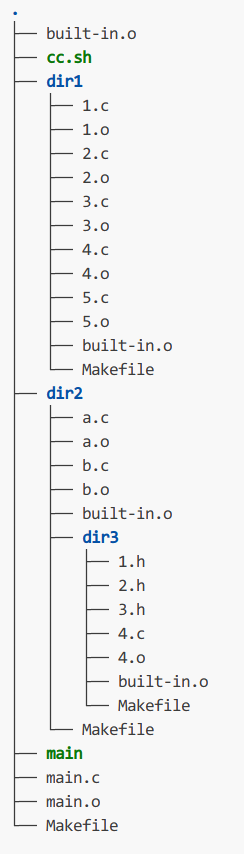 .
├── built-in.o
├── cc.sh
├── dir1
│   ├── 1.c
│   ├── 1.o
│   ├── 2.c
│   ├── 2.o
│   ├── 3.c
│   ├── 3.o
│   ├── 4.c
│   ├── 4.o
│   ├── 5.c
│   ├── 5.o
│   ├── built-in.o
│   └── Makefile
├── dir2
│   ├── a.c
│   ├── a.o
│   ├── b.c
│   ├── b.o
│   ├── built-in.o
│   ├── dir3
│   │   ├── 1.h
│   │   ├── 2.h
│   │   ├── 3.h
│   │   ├── 4.c
│   │   ├── 4.o
│   │   ├── built-in.o
│   │   └── Makefile
│   └── Makefile
├── main
├── main.c
├── main.o
└── Makefile